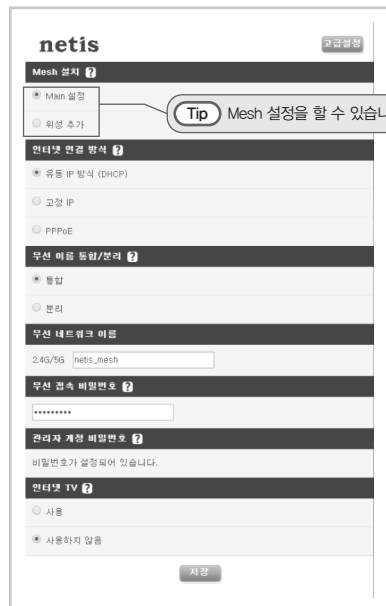 netis
고급설정
Mesh 설치 ?
Main 설정
위성 추가
Tip Mesh 설정을 할 수 있습니
인터넷 연결 방식 ?
유동 IP 방식 (DHCP)
고정 IP
PPPoE
무선 이름 통합/분리 ?
통합
분리
무선 네트워크 이름
2.4G/5G netis_mesh
무선 접속 비밀번호 ?
•••••••••
관리자 계정 비밀번호 ?
비밀번호가 설정되어 있습니다.
인터넷 TV ?
사용
사용하지 않음
저장